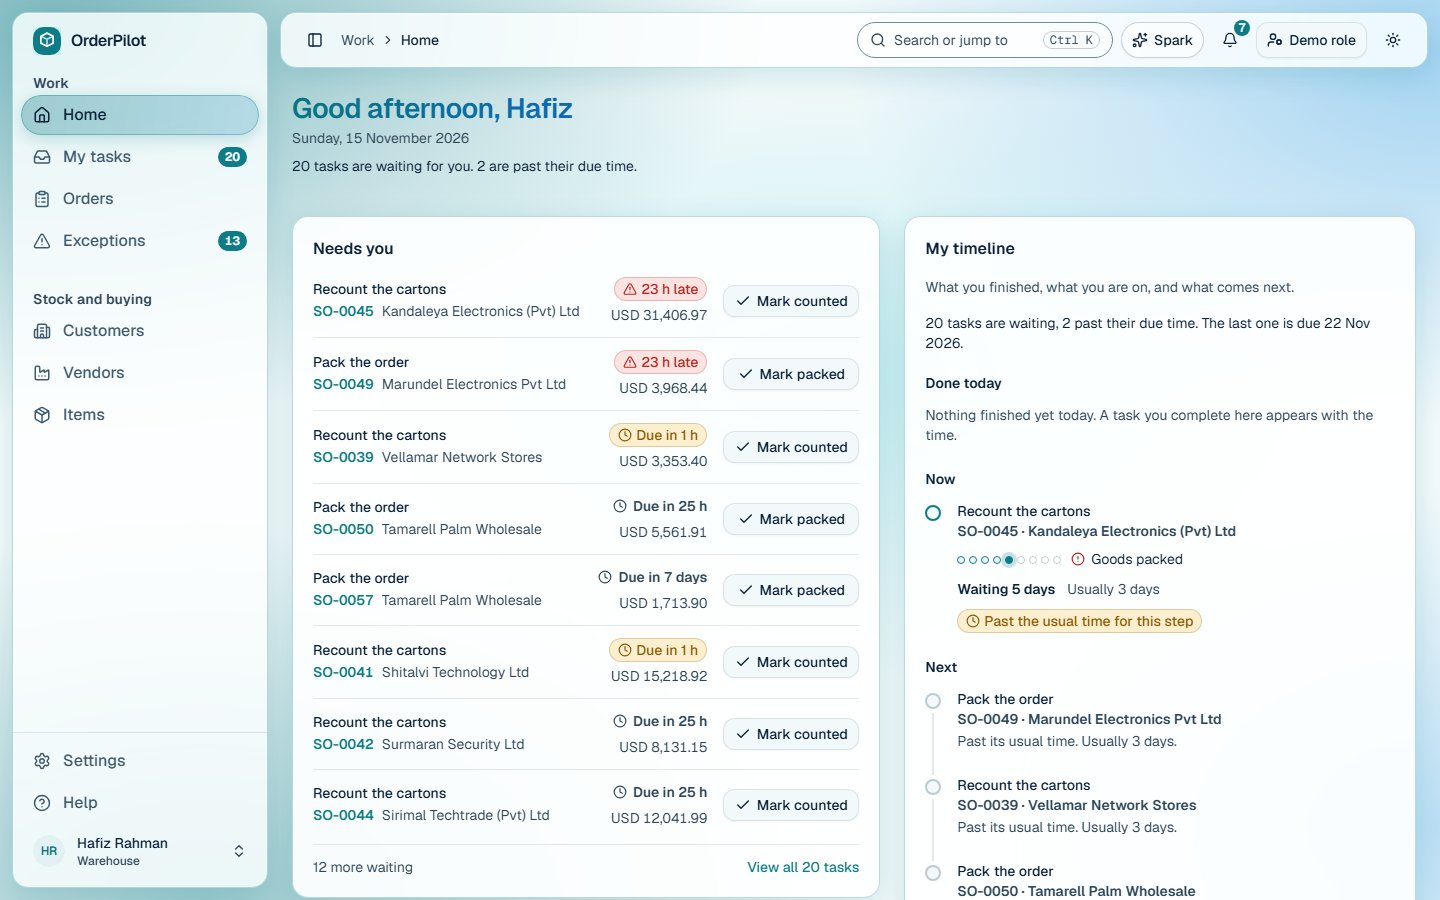 OrderPilot
Work
Home
My tasks 20
Orders
Exceptions 13
Stock and buying
Customers
Vendors
Items
Settings
Help
HR Hafiz Rahman
Warehouse
Work > Home
Search or jump to Ctrl K
Spark
7
Demo role
Good afternoon, Hafiz
Sunday, 15 November 2026
20 tasks are waiting for you. 2 are past their due time.
Needs you
Recount the cartons 23 h late
SO-0045 Kandaleya Electronics (Pvt) Ltd USD 31,406.97 Mark counted
Pack the order 23 h late
SO-0049 Marundel Electronics Pvt Ltd USD 3,968.44 Mark packed
Recount the cartons Due in 1 h
SO-0039 Vellamar Network Stores USD 3,353.40 Mark counted
Pack the order Due in 25 h
SO-0050 Tamarell Palm Wholesale USD 5,561.91 Mark packed
Pack the order Due in 7 days
SO-0057 Tamarell Palm Wholesale USD 1,713.90 Mark packed
Recount the cartons Due in 1 h
SO-0041 Shitalvi Technology Ltd USD 15,218.92 Mark counted
Recount the cartons Due in 25 h
SO-0042 Surmaran Security Ltd USD 8,131.15 Mark counted
Recount the cartons Due in 25 h
SO-0044 Sirimal Techtrade (Pvt) Ltd USD 12,041.99 Mark counted
12 more waiting View all 20 tasks
My timeline
What you finished, what you are on, and what comes next.
20 tasks are waiting, 2 past their due time. The last one is due 22 Nov
2026.
Done today
Nothing finished yet today. A task you complete here appears with the
time.
Now
Recount the cartons
SO-0045 · Kandaleya Electronics (Pvt) Ltd
Goods packed
Waiting 5 days Usually 3 days
Past the usual time for this step
Next
Pack the order
SO-0049 · Marundel Electronics Pvt Ltd
Past its usual time. Usually 3 days.
Recount the cartons
SO-0039 · Vellamar Network Stores
Past its usual time. Usually 3 days.
Pack the order
SO-0050 · Tamarell Palm Wholesale